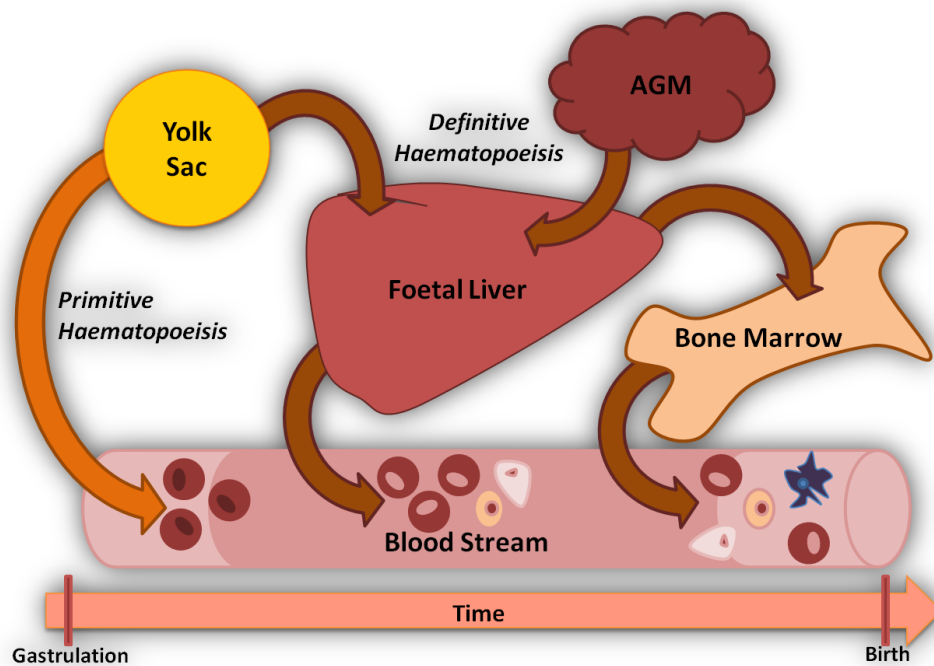 Yolk
Sac
AGM
Definitive
Haematopoeisis
Foetal Liver
Primitive
Haematopoeisis
Bone Marrow
Blood Stream
Time
Gastrulation
Birth